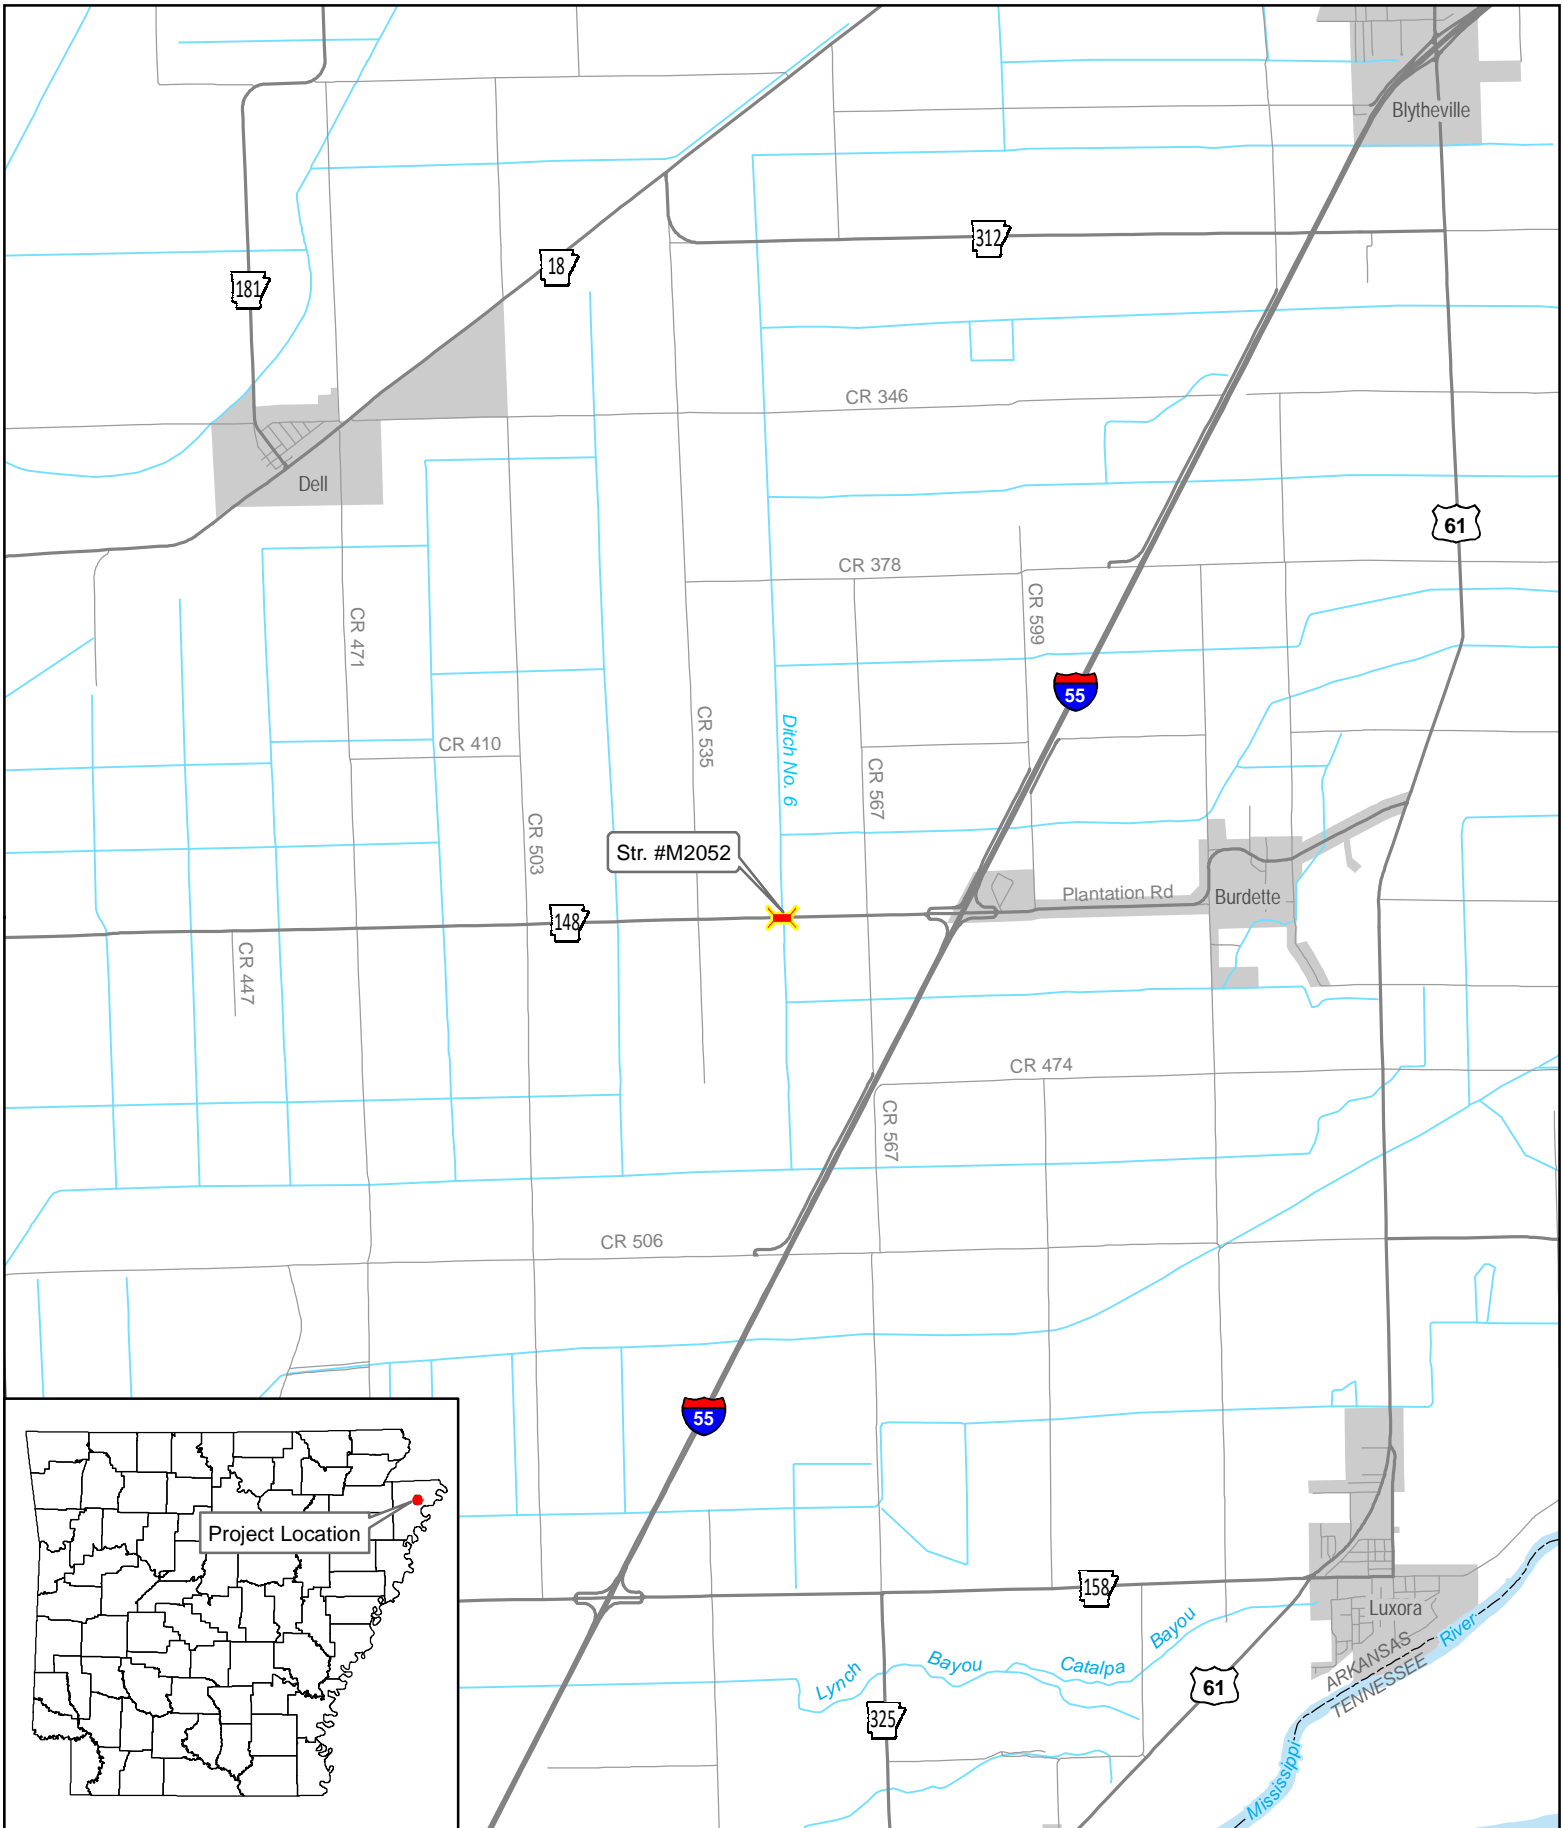 Blytheville
312
18
181
CR 346
Dell
61
CR 378
CR 599
CR 471
55
CR 535
Ditch No. 6
CR 410
CR 567
CR 503
Str. #M2052
Plantation Rd
Burdette
148
CR 447
CR 474
CR 567
CR 506
55
Project Location
158
Luxora
ARKANSAS
TENNESSEE
River
Mississippi
Lynch Bayou
Catalpa Bayou
61
325